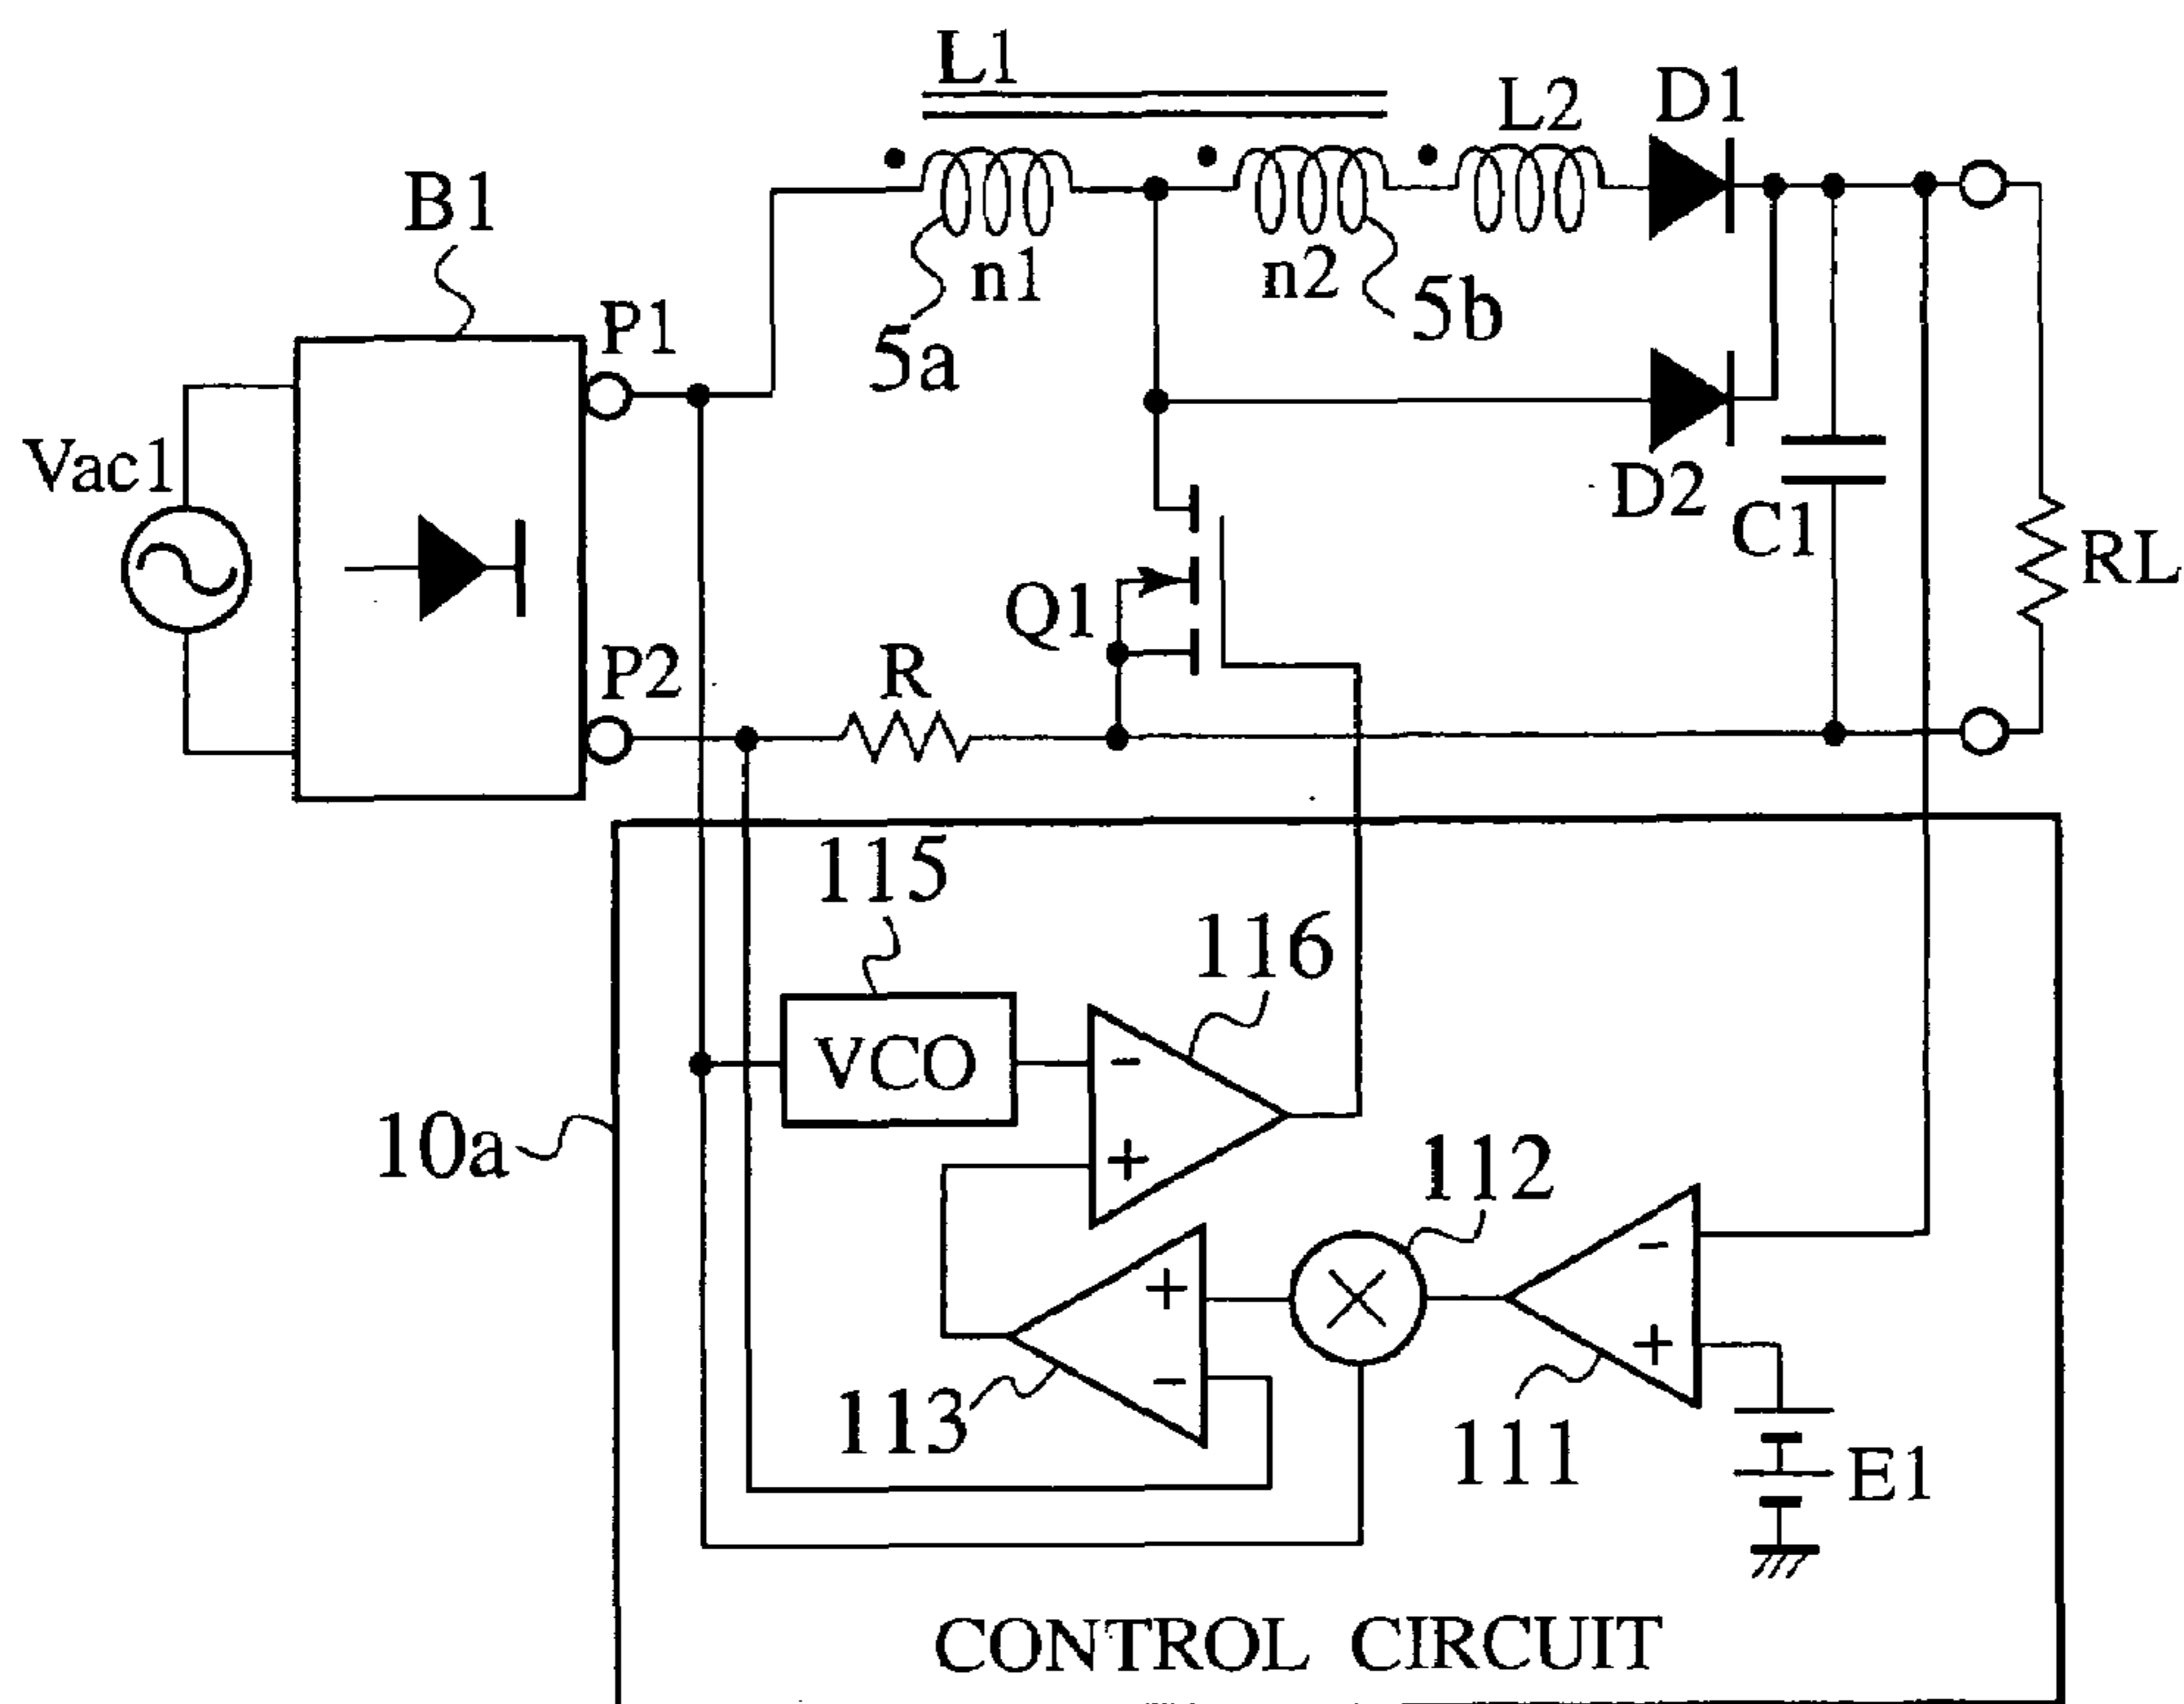 L1
L2
D1
B1
n1
n2
5b
P1
5a
Vac1
D2
C1
RL
Q1
R
P2
115
116
VCO
-
+
10a
112
-
+
+
-
113
111
E1
CONTROL CIRCUIT